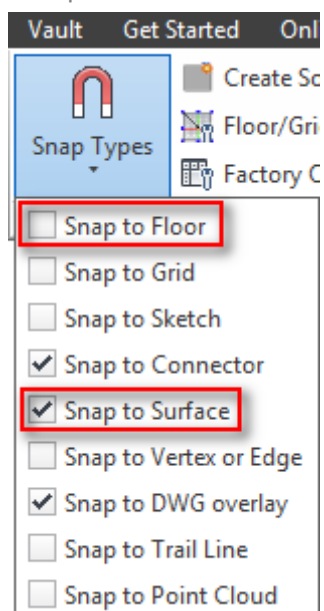 Vault Get Started Onl
Snap Types
Create So
Floor/Gri
Factory C
Snap to Floor
Snap to Grid
Snap to Sketch
Snap to Connector
Snap to Surface
Snap to Vertex or Edge
Snap to DWG overlay
Snap to Trail Line
Snap to Point Cloud